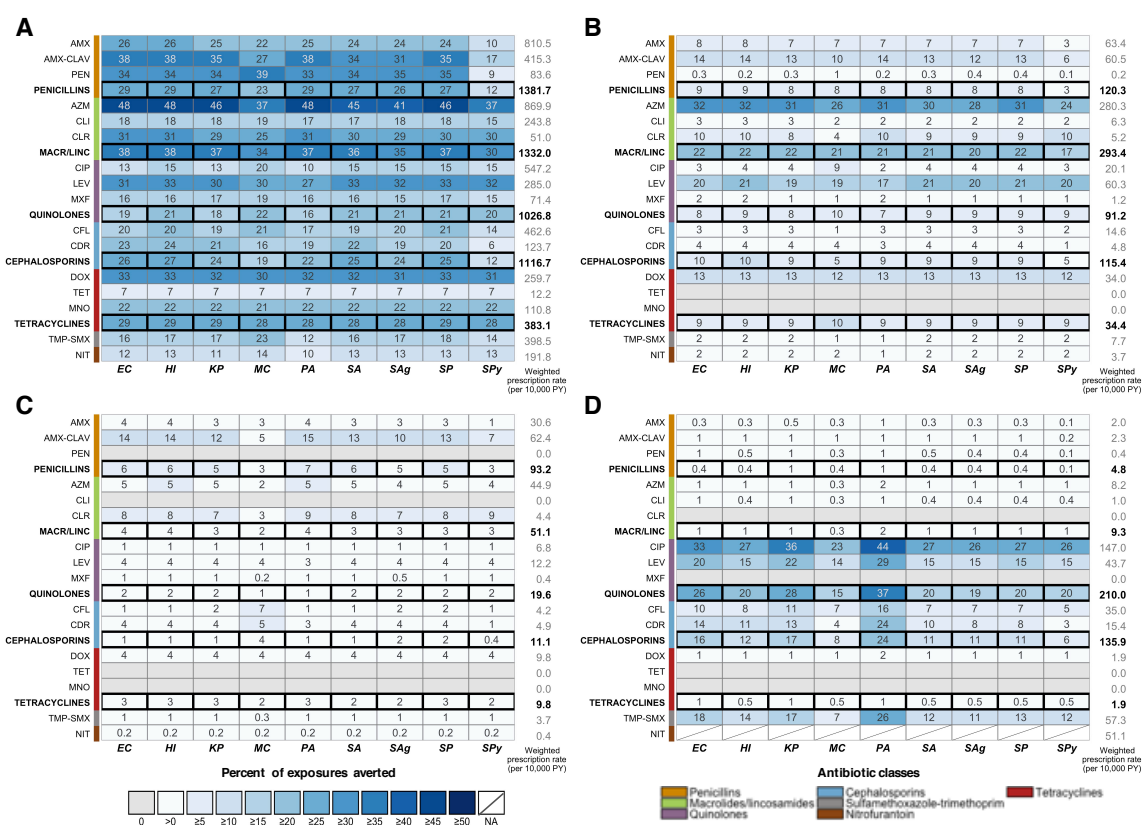 A
AMX 26 26 25 22 25 24 24 24 10 810.5
AMX-CLAV 38 38 35 27 38 34 31 35 17 415.3
PEN 34 34 34 39 33 34 35 35 9 83.6
PENICILLINS 29 29 27 23 29 27 26 27 12 1381.7
AZM 48 48 46 37 48 45 41 46 37 869.9
CLI 18 18 18 19 17 17 18 18 15 243.8
CLR 31 31 29 25 31 30 29 30 30 51.0
MACR/LINC 38 38 37 34 37 36 35 37 30 1332.0
CIP 13 15 13 20 10 15 15 15 15 547.2
LEV 31 33 30 30 27 33 32 33 32 285.0
MXF 16 16 17 19 16 16 15 17 15 71.4
QUINOLONES 19 21 18 22 16 21 21 21 20 1026.8
CFL 20 20 19 21 17 19 20 21 14 462.6
CDR 23 24 21 16 19 22 19 20 6 123.7
CEPHALOSPORINS 26 27 24 19 22 25 24 25 12 1116.7
DOX 33 33 32 30 32 32 31 33 31 259.7
TET 7 7 7 7 7 7 7 7 7 12.2
MNO 22 22 22 21 22 22 22 22 22 110.8
TETRACYCLINES 29 29 29 28 28 28 28 29 28 383.1
TMP-SMX 16 17 17 23 12 16 17 18 14 398.5
NIT 12 13 11 14 10 13 13 13 13 191.8
EC HI KP MC PA SA SAg SP SPy
Weighted
prescription rate
(per 10,000 PY)
B
AMX 8 8 7 7 7 7 7 7 3 63.4
AMX-CLAV 14 14 13 10 14 13 12 13 6 60.5
PEN 0.3 0.2 0.3 1 0.2 0.3 0.4 0.4 0.1 0.2
PENICILLINS 9 9 8 8 8 8 8 8 3 120.3
AZM 32 32 31 26 31 30 28 31 24 280.3
CLI 3 3 3 2 2 2 2 2 2 6.3
CLR 10 10 8 4 10 9 9 9 10 5.2
MACR/LINC 22 22 22 21 21 21 20 22 17 293.4
CIP 3 4 4 9 2 4 4 4 3 20.1
LEV 20 21 19 19 17 21 20 21 20 60.3
MXF 2 2 1 1 2 1 1 2 1 1.2
QUINOLONES 8 9 8 10 7 9 9 9 9 91.2
CFL 3 3 3 1 3 3 3 3 2 14.6
CDR 4 4 4 3 4 4 4 4 1 4.8
CEPHALOSPORINS 10 10 9 5 9 9 9 9 5 115.4
DOX 13 13 13 12 13 13 13 13 12 34.0
TET 0.0
MNO 0.0
TETRACYCLINES 9 9 9 10 9 9 9 9 9 34.4
TMP-SMX 2 2 2 1 1 2 2 2 1 7.7
NIT 2 2 2 2 1 2 2 2 2 3.7
EC HI KP MC PA SA SAg SP SPy
Weighted
prescription rate
(per 10,000 PY)
C
AMX 4 4 3 3 4 3 3 3 1 30.6
AMX-CLAV 14 14 12 5 15 13 10 13 7 62.4
PEN 0.0
PENICILLINS 6 6 5 3 7 6 5 5 3 93.2
AZM 5 5 5 2 5 5 4 5 4 44.9
CLI 0.0
CLR 8 8 7 3 9 8 7 8 9 4.4
MACR/LINC 4 4 3 2 4 3 3 3 3 51.1
CIP 1 1 1 1 1 1 1 1 1 6.8
LEV 4 4 4 4 3 4 4 4 4 12.2
MXF 1 1 1 0.2 1 1 0.5 1 1 0.4
QUINOLONES 2 2 2 1 1 2 2 2 2 19.6
CFL 2 2 2 7 1 1 2 2 1 4.2
CDR 4 4 4 5 3 4 4 4 1 4.9
CEPHALOSPORINS 1 1 1 4 1 1 2 2 0.4 11.1
DOX 4 4 4 4 4 4 4 4 4 9.8
TET 0.0
MNO 0.0
TETRACYCLINES 3 3 3 2 3 3 2 3 2 9.8
TMP-SMX 1 1 1 0.3 1 1 1 1 1 3.7
NIT 0.2 0.2 0.2 0.2 0.2 0.2 0.2 0.2 0.2 0.4
EC HI KP MC PA SA SAg SP SPy
Weighted
prescription rate
(per 10,000 PY)
D
AMX 0.3 0.3 0.5 0.3 1 0.3 0.3 0.3 0.1 2.0
AMX-CLAV 1 1 1 1 1 1 1 1 0.2 2.3
PEN 1 0.5 1 0.3 1 0.5 0.4 0.4 0.1 0.4
PENICILLINS 0.4 0.4 1 0.4 1 0.4 0.4 0.4 0.1 4.8
AZM 1 1 1 0.3 2 1 1 1 1 8.2
CLI 1 0.4 1 0.3 1 0.4 0.4 0.4 0.4 1.0
CLR 0.0
MACR/LINC 1 1 1 0.3 2 1 1 1 1 9.3
CIP 33 27 36 23 44 27 26 27 26 147.0
LEV 20 15 22 14 29 15 15 15 15 43.7
MXF 0.0
QUINOLONES 26 20 28 15 37 20 19 20 20 210.0
CFL 10 8 11 7 16 7 7 7 5 35.0
CDR 14 11 13 4 24 10 8 8 3 15.4
CEPHALOSPORINS 16 12 17 8 24 11 11 11 6 135.9
DOX 1 1 1 1 2 1 1 1 1 1.9
TET 0.0
MNO 0.0
TETRACYCLINES 1 0.5 1 0.5 1 0.5 0.5 0.5 0.5 1.9
TMP-SMX 18 14 17 7 26 12 11 13 12 57.3
NIT 51.1
EC HI KP MC PA SA SAg SP SPy
Weighted
prescription rate
(per 10,000 PY)
Percent of exposures averted
0 >0 ≥5 ≥10 ≥15 ≥20 ≥25 ≥30 ≥35 ≥40 ≥45 ≥50 NA
Antibiotic classes
Penicillins
Macrolides/lincosamides
Quinolones
Cephalosporins
Sulfamethoxazole-trimethoprim
Nitrofurantoin
Tetracyclines